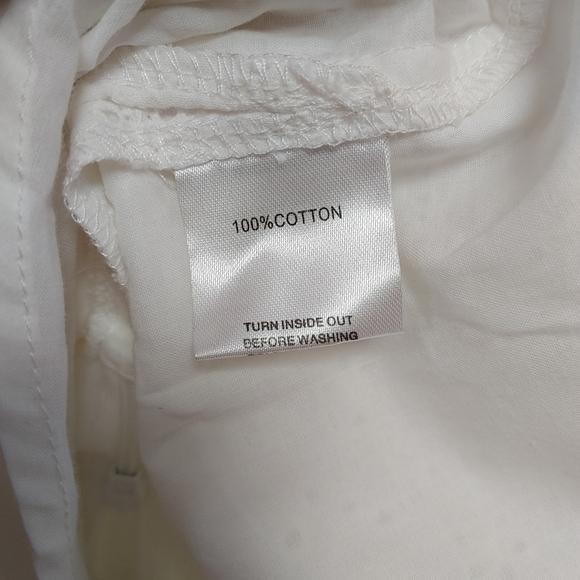 100%COTTON
TURN INSIDE OUT
BEFORE WASHING